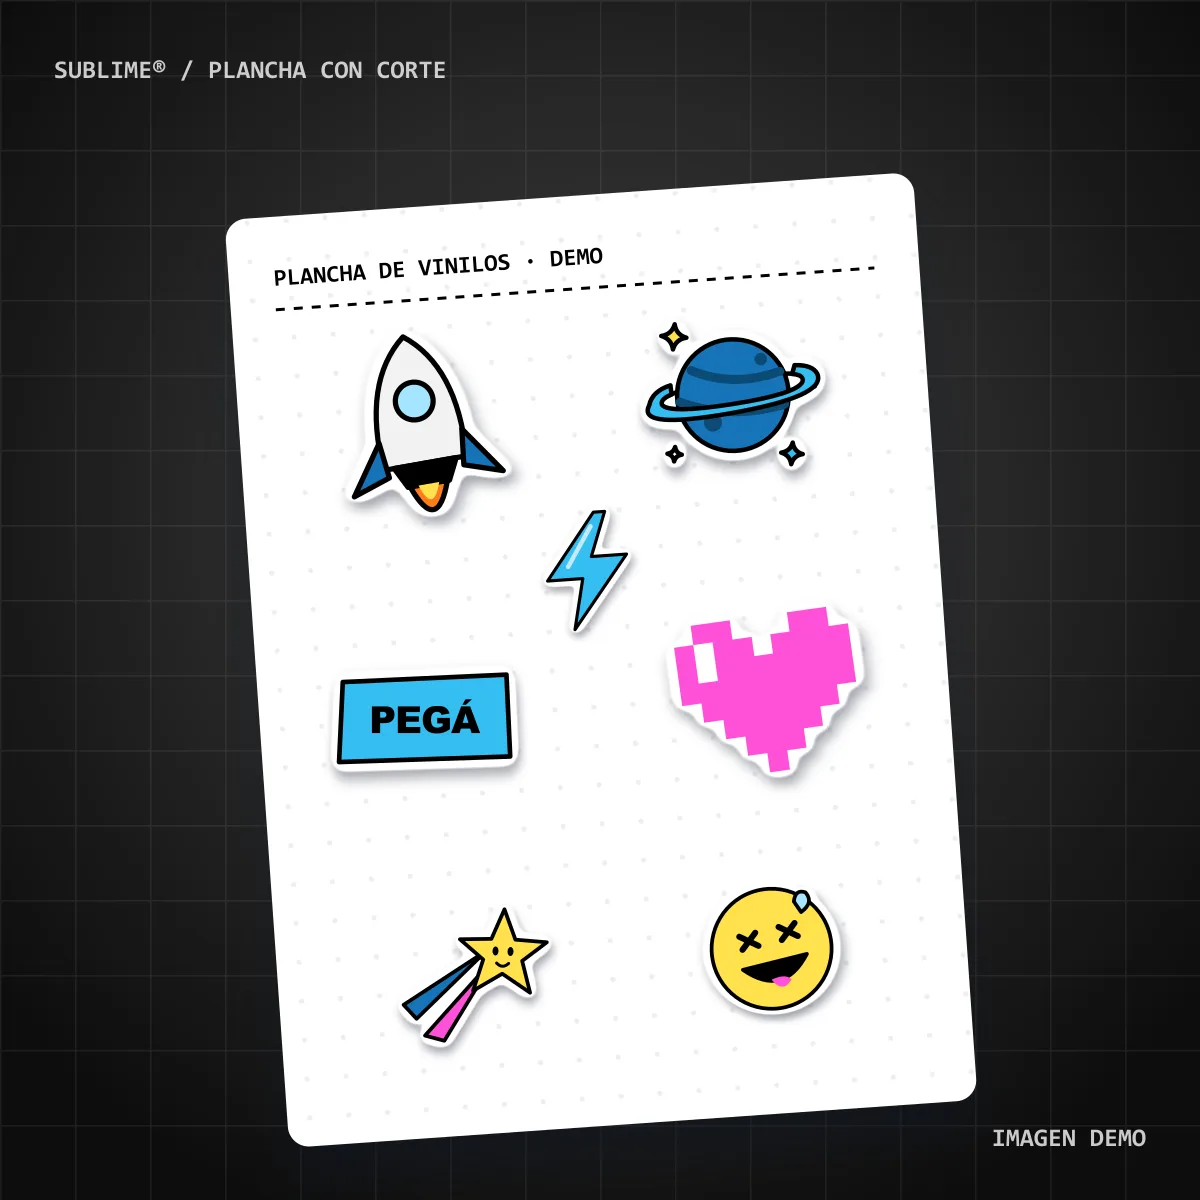 SUBLIME® / PLANCHA CON CORTE
PLANCHA DE VINILOS · DEMO
PEGÁ
IMAGEN DEMO